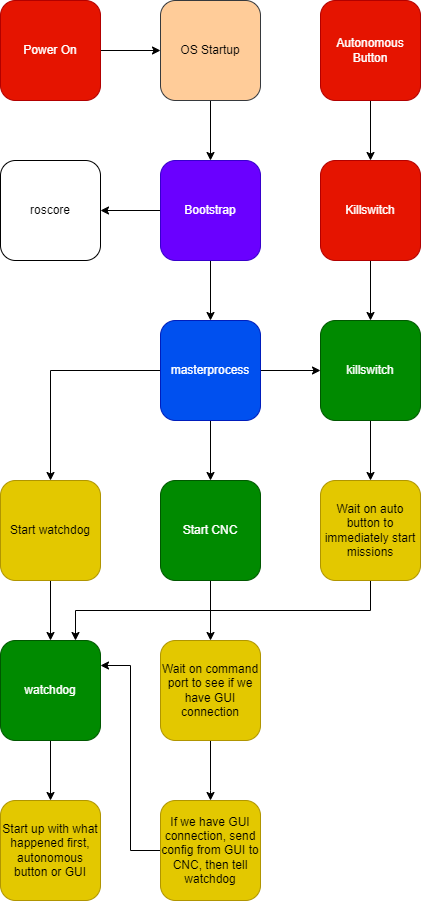 Power On
OS Startup
Autonomous
Button
roscore
Bootstrap
Killswitch
masterprocess
killswitch
Start watchdog
Start CNC
Wait on auto
button to
immediately start
missions
watchdog
Wait on command
port to see if we
have GUI
connection
Start up with what
happened first,
autonomous
button or GUI
If we have GUI
connection, send
config from GUI to
CNC, then tell
watchdog